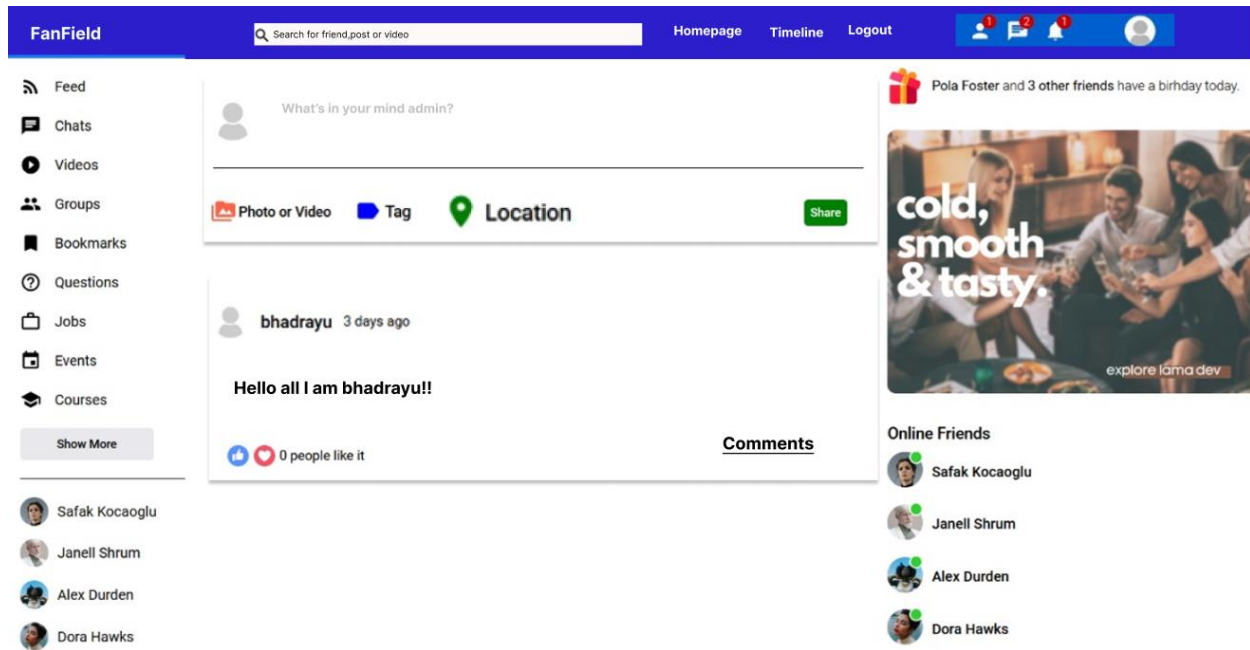 FanField
Search for friend,post or video
Homepage
Timeline
Logout
1
2
1
Feed
Chats
Videos
Groups
Bookmarks
Questions
Jobs
Events
Courses
Show More
Safak Kocaoglu
Janell Shrum
Alex Durden
Dora Hawks
What's in your mind admin?
Photo or Video
Tag
Location
Share
bhadrayu 3 days ago
Hello all I am bhadrayu!!
0 people like it
Comments
Pola Foster and 3 other friends have a birhday today.
cold,
smooth
& tasty.
explore lama dev
Online Friends
Safak Kocaoglu
Janell Shrum
Alex Durden
Dora Hawks